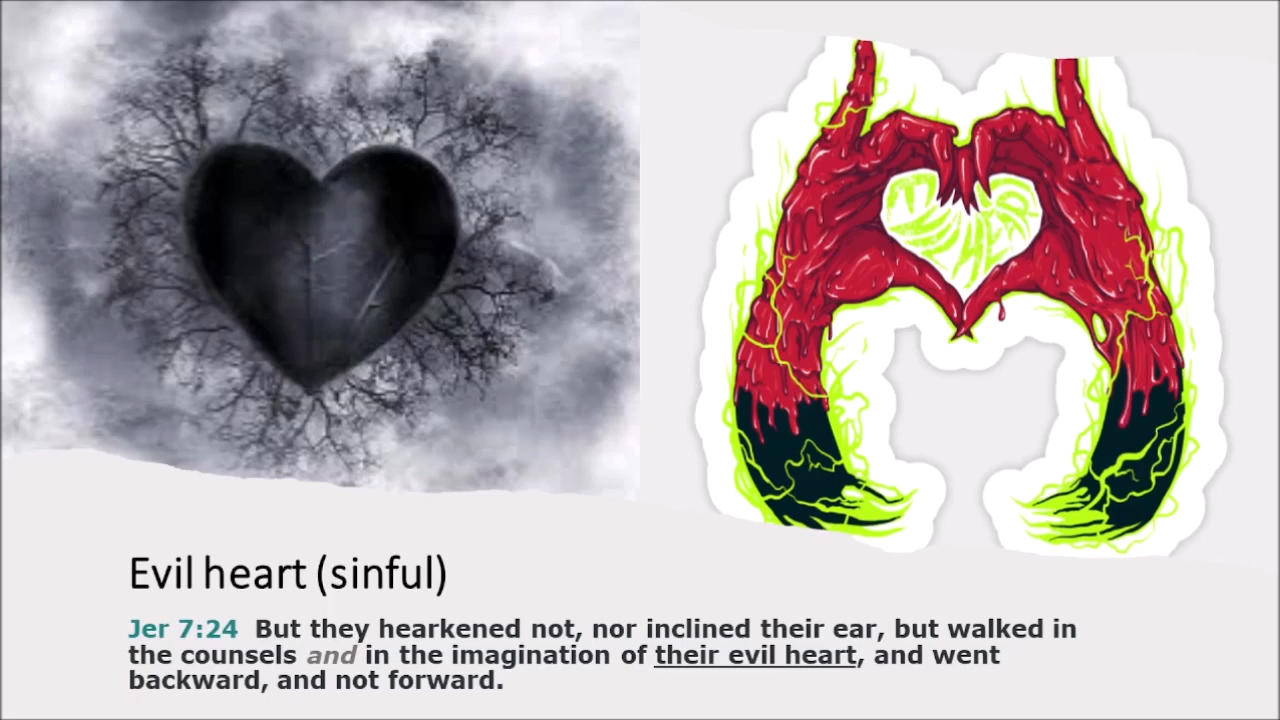 Evil heart (sinful)
Jer 7:24 But they hearkened not, nor inclined their ear, but walked in
the counsels and in the imagination of their evil heart, and went
backward, and not forward.